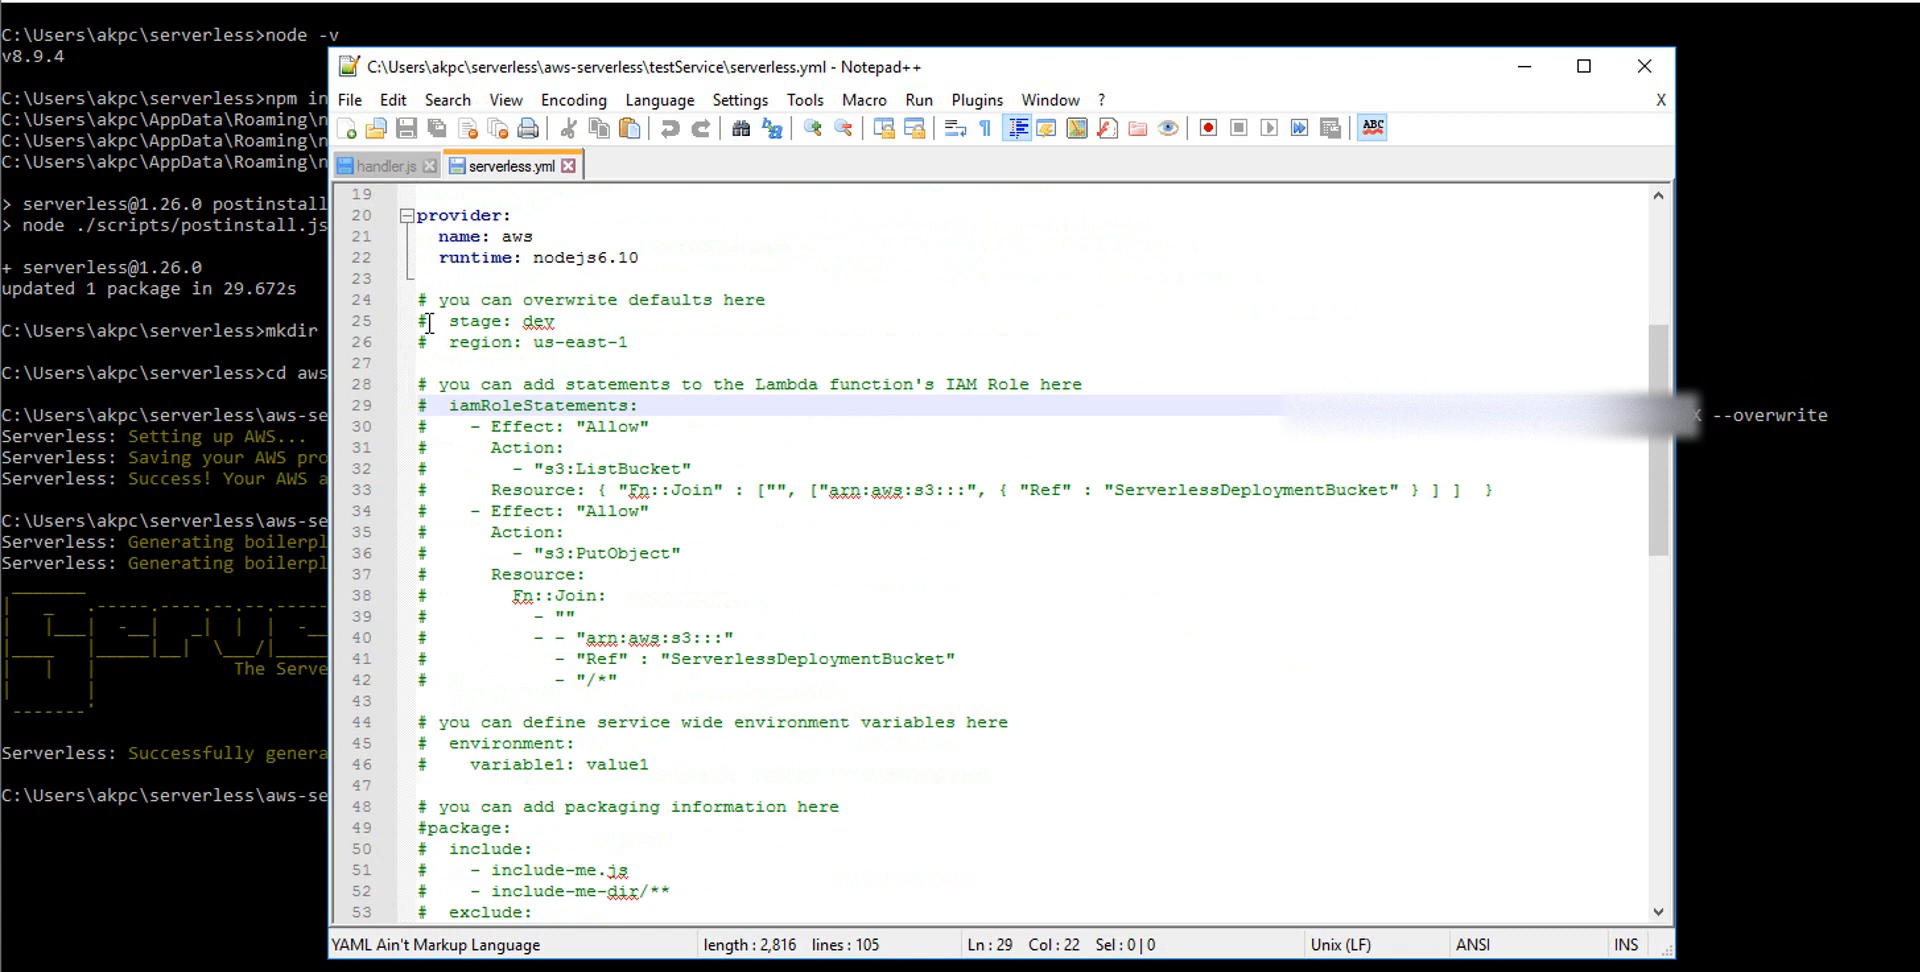 C:\Users\akpc\serverless>node -v
v8.9.4
C:\Users\akpc\serverless>npm in
C:\Users\akpc\AppData\Roaming\n
C:\Users\akpc\AppData\Roaming\n
C:\Users\akpc\AppData\Roaming\n
> serverless@1.26.0 postinstall
> node ./scripts/postinstall.js
+ serverless@1.26.0
updated 1 package in 29.672s
C:\Users\akpc\serverless>mkdir
C:\Users\akpc\serverless>cd aws
C:\Users\akpc\serverless\aws-se
X --overwrite
Serverless: Setting up AWS...
Serverless: Saving your AWS pro
Serverless: Success! Your AWS a
C:\Users\akpc\serverless\aws-se
Serverless: Generating boilerpl
Serverless: Generating boilerpl
The Serve
Serverless: Successfully genera
C:\Users\akpc\serverless\aws-se
C:\Users\akpc\serverless\aws-serverless\testService\serverless.yml - Notepad++
File Edit Search View Encoding Language Settings Tools Macro Run Plugins Window ? X
ABC
handler.js serverless.yml
19
20 provider:
21 name: aws
22 runtime: nodejs6.10
23
24 # you can overwrite defaults here
25 # stage: dev
26 # region: us-east-1
27
28 # you can add statements to the Lambda function's IAM Role here
29 # iamRoleStatements:
30 # - Effect: "Allow"
31 # Action:
32 # - "s3:ListBucket"
33 # Resource: { "Fn::Join" : ["", ["arn:aws:s3:::", { "Ref" : "ServerlessDeploymentBucket" } ] ] }
34 # - Effect: "Allow"
35 # Action:
36 # - "s3:PutObject"
37 # Resource:
38 # Fn::Join:
39 # - ""
40 # - - "arn:aws:s3:::"
41 # - "Ref" : "ServerlessDeploymentBucket"
42 # - "/*"
43
44 # you can define service wide environment variables here
45 # environment:
46 # variable1: value1
47
48 # you can add packaging information here
49 #package:
50 # include:
51 # - include-me.js
52 # - include-me-dir/**
53 # exclude:
YAML Ain't Markup Language length : 2,816 lines : 105 Ln : 29 Col : 22 Sel : 0 | 0 Unix (LF) ANSI INS